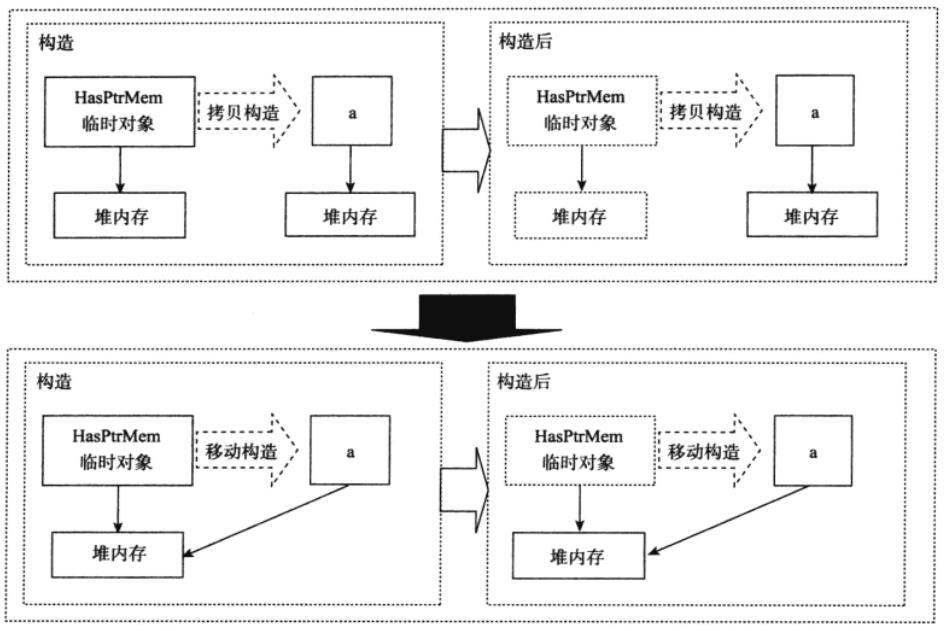 构造
HasPtrMem
临时对象
拷贝构造
a
堆内存
堆内存
构造后
HasPtrMem
临时对象
拷贝构造
a
堆内存
堆内存
构造
HasPtrMem
临时对象
移动构造
a
堆内存
构造后
HasPtrMem
临时对象
移动构造
a
堆内存